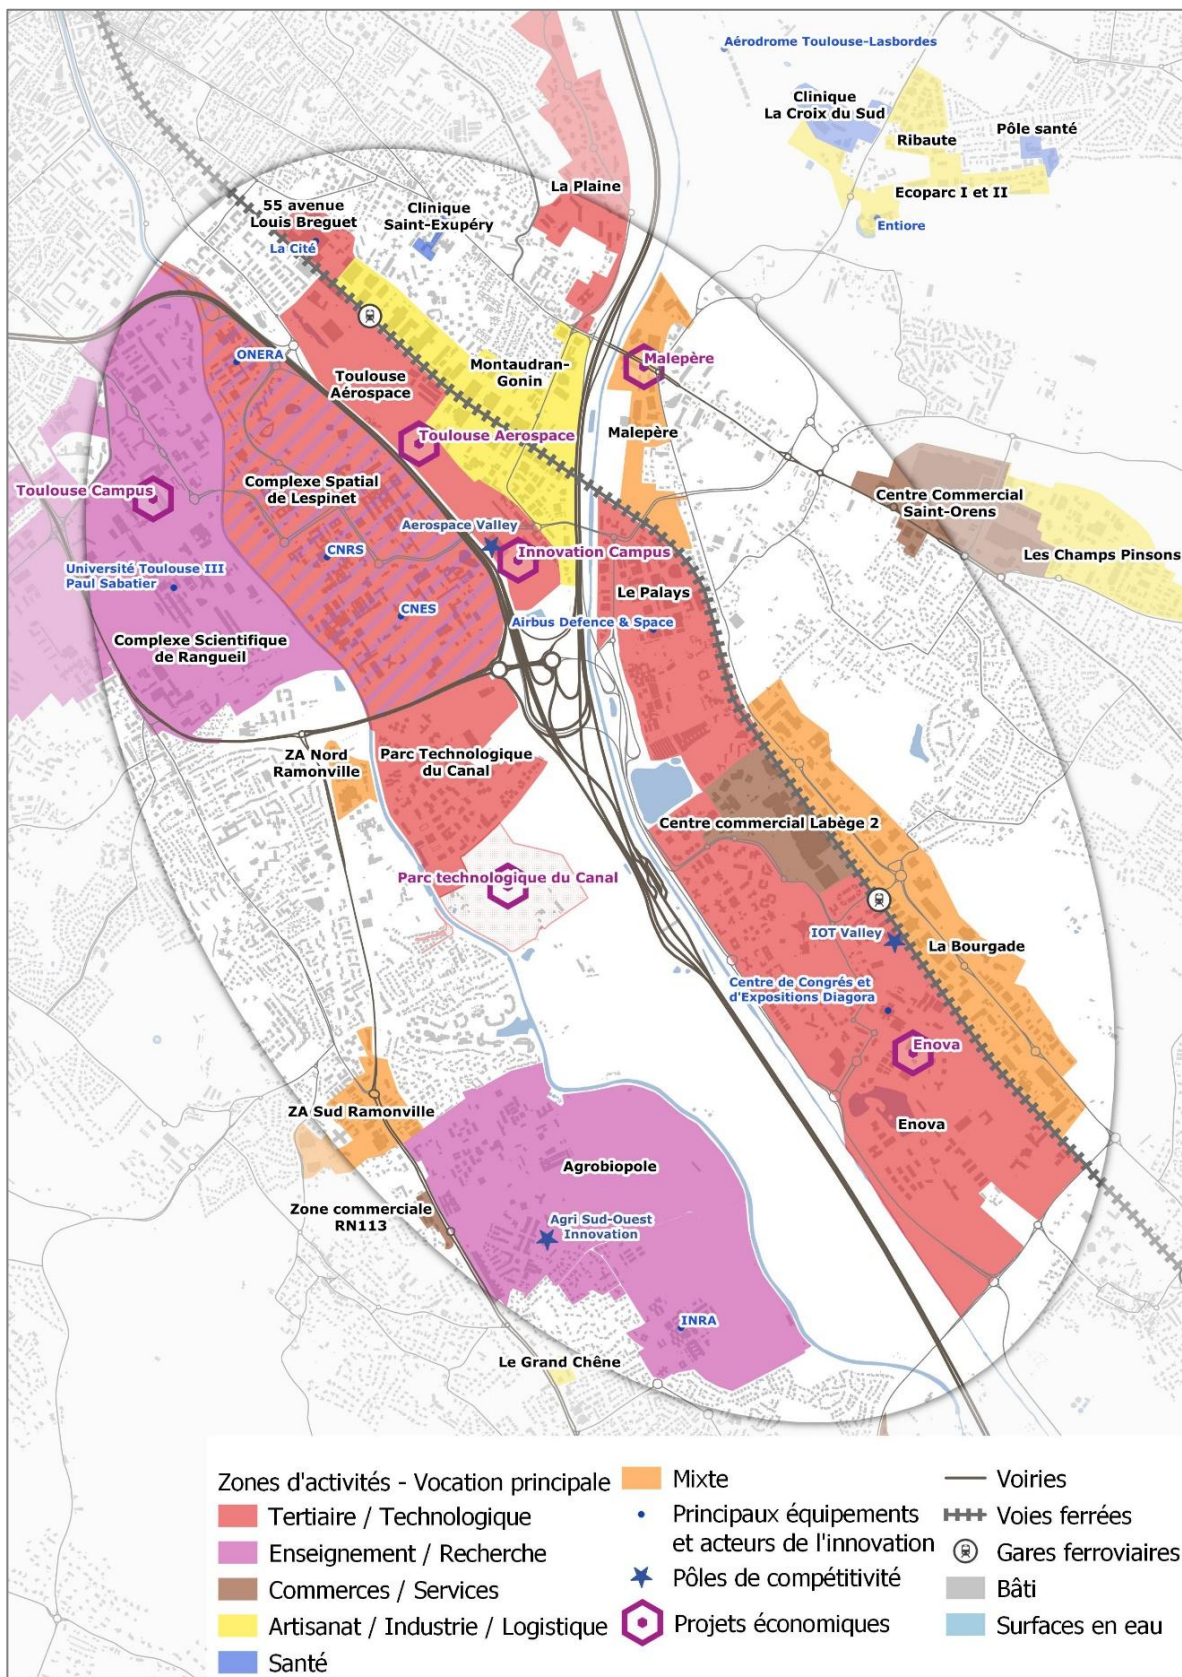 Aérodrome Toulouse-Lasbordes
Clinique
La Croix du Sud
Ribaute
Pôle santé
Ecoparc I et II
Entiore
La Plaine
55 avenue
Louis Breguet
La Cité
Clinique
Saint-Exupéry
ONERA
Toulouse
Aérospace
Montaudran-
Gonin
Malepère
Malepère
Toulouse Aerospace
Toulouse Campus
Complexe Spatial
de Lespinet
Aerospace Valley
Centre Commercial
Saint-Orens
Les Champs Pinsons
CNRS
Innovation Campus
Université Toulouse III
Paul Sabatier
Le Palays
CNES
Airbus Defence & Space
Complexe Scientifique
de Rangueil
ZA Nord
Ramonville
Parc Technologique
du Canal
Centre commercial Labège 2
Parc technologique du Canal
IOT Valley
La Bourgade
Centre de Congrés et
d'Expositions Diagora
Enova
Enova
ZA Sud Ramonville
Agrobiopole
Zone commerciale
RN113
Agri Sud-Ouest
Innovation
INRA
Le Grand Chêne
Zones d'activités - Vocation principale
Tertiaire / Technologique
Enseignement / Recherche
Commerces / Services
Artisanat / Industrie / Logistique
Santé
Mixte
Principaux équipements
et acteurs de l'innovation
Pôles de compétitivité
Projets économiques
Voiries
Voies ferrées
Gares ferroviaires
Bâti
Surfaces en eau